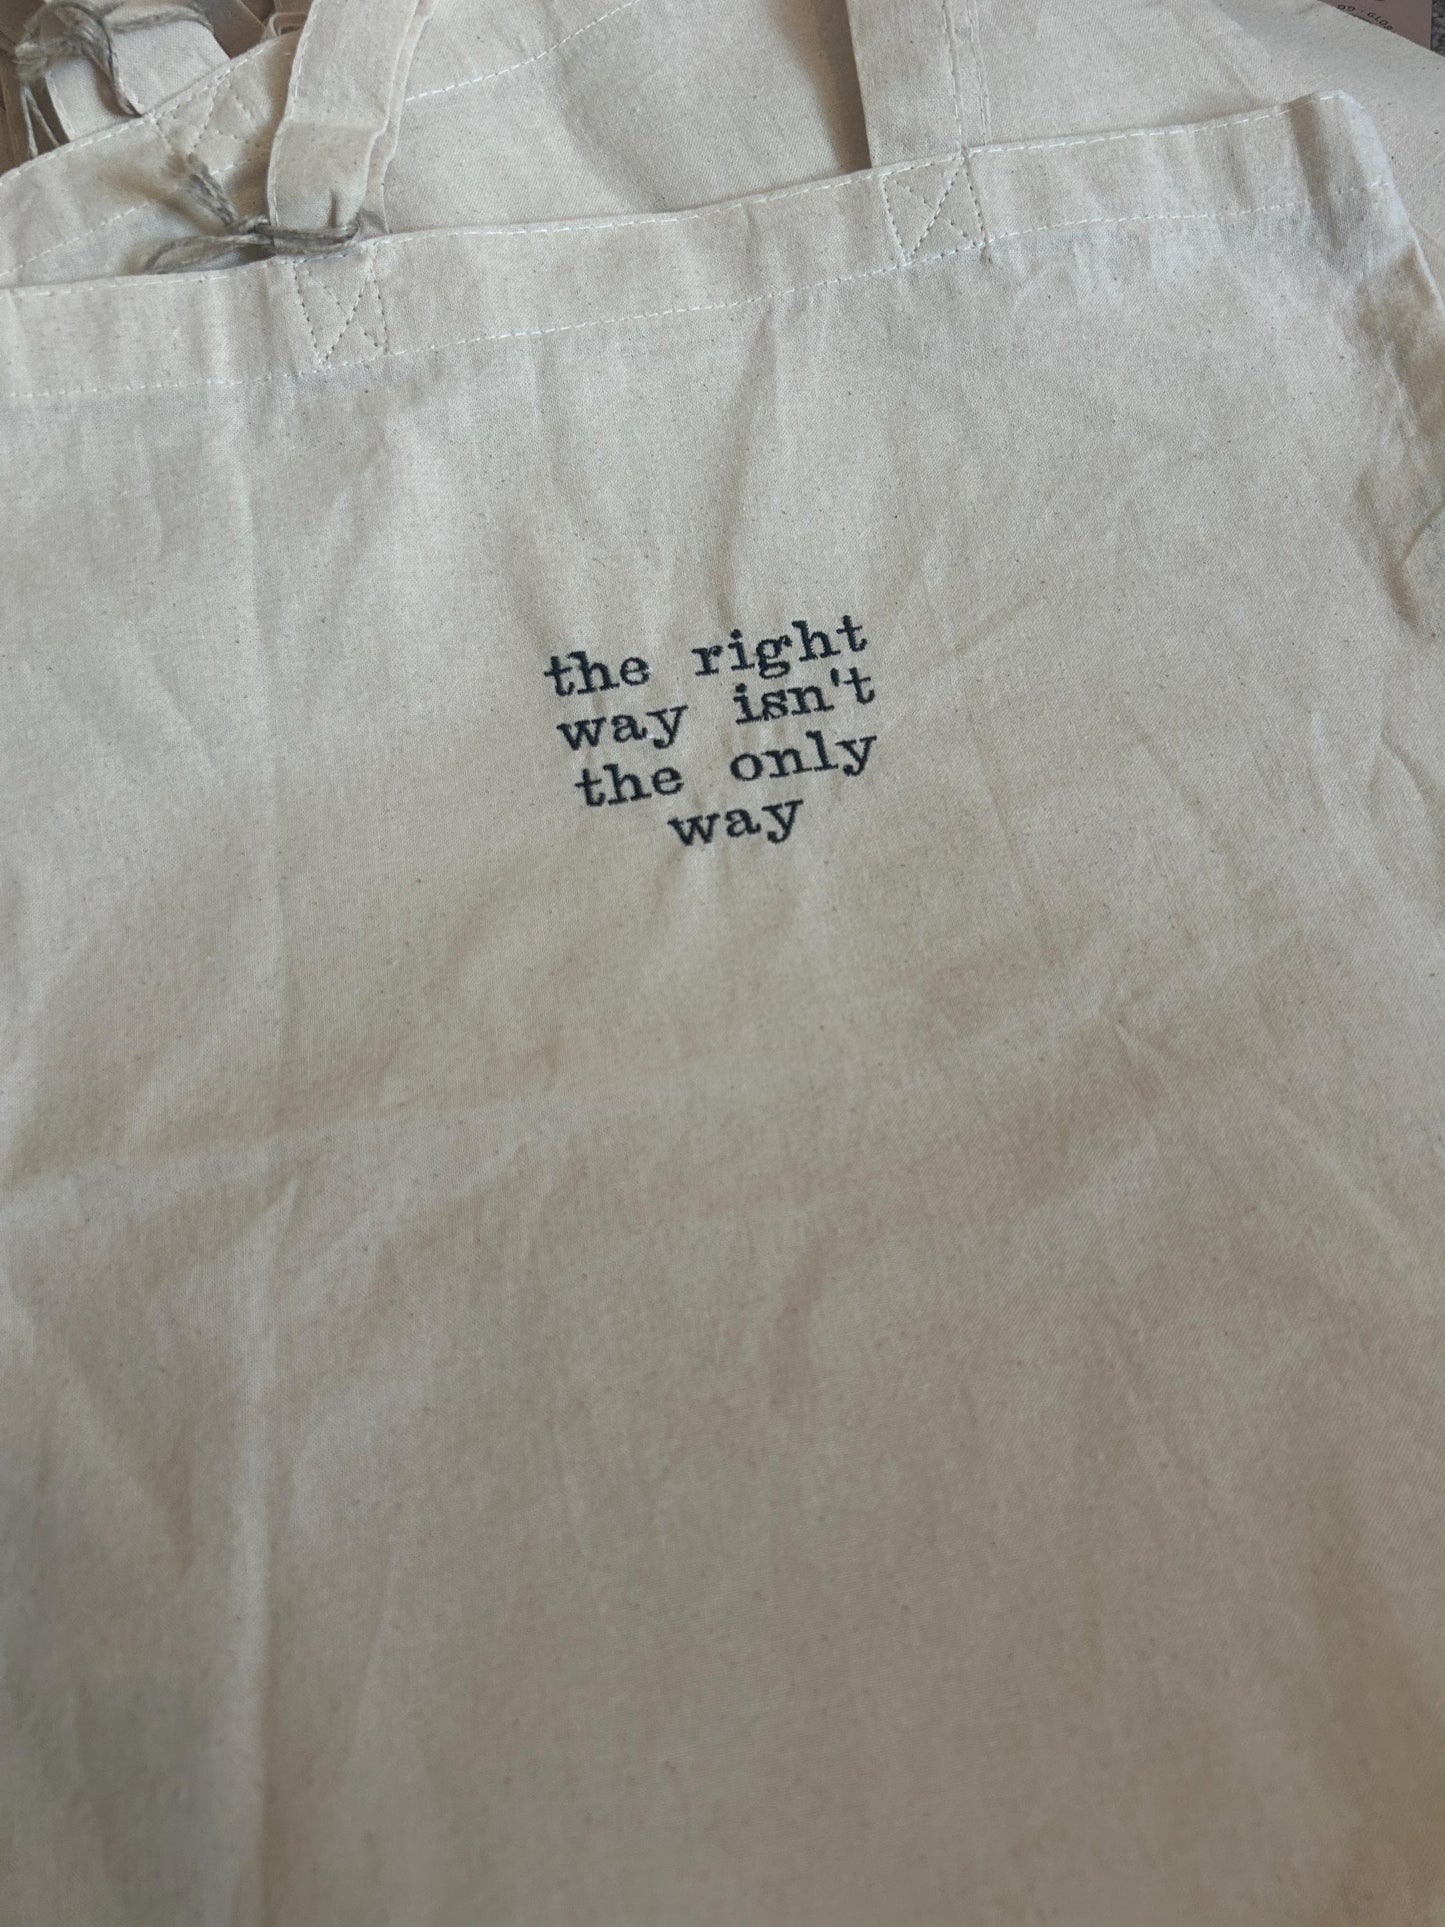 the right
way isn't
the only
way